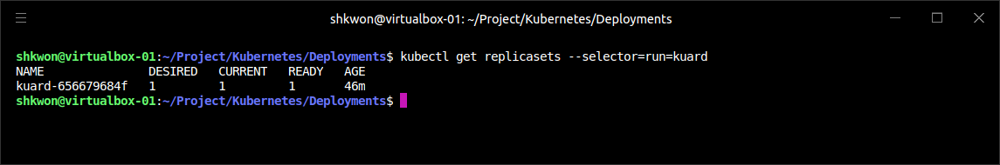 shkwon@virtualbox-01: ~/Project/Kubernetes/Deployments
shkwon@virtualbox-01:~/Project/Kubernetes/Deployments$ kubectl get replicasets --selector=run=kuard
NAME DESIRED CURRENT READY AGE
kuard-656679684f 1 1 1 46m
shkwon@virtualbox-01:~/Project/Kubernetes/Deployments$